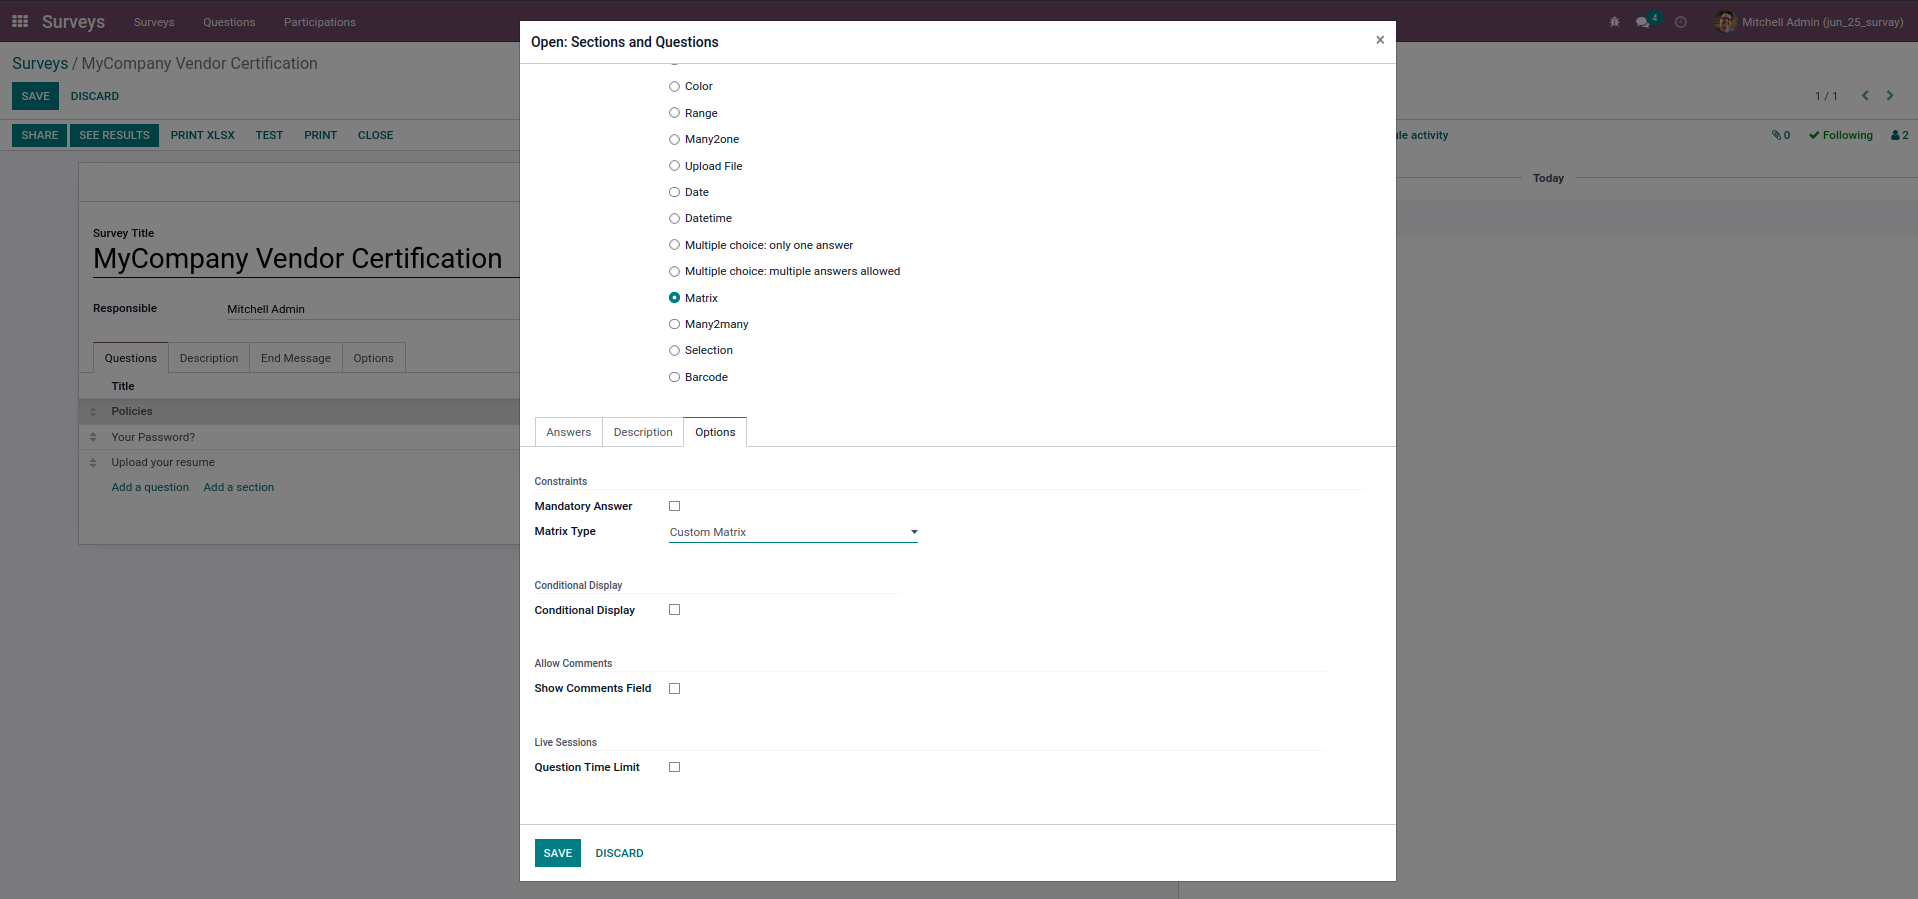 Surveys Surveys Questions Participations 4 Mitchell Admin (jun_25_survay)
Surveys / MyCompany Vendor Certification
SAVE DISCARD 1 / 1
SHARE SEE RESULTS PRINT XLSX TEST PRINT CLOSE le activity 0 Following 2
Today
Survey Title
MyCompany Vendor Certification
Responsible Mitchell Admin
Questions Description End Message Options
Title
Policies
Your Password?
Upload your resume
Add a question Add a section
Open: Sections and Questions ×
Color
Range
Many2one
Upload File
Date
Datetime
Multiple choice: only one answer
Multiple choice: multiple answers allowed
Matrix
Many2many
Selection
Barcode
Answers Description Options
Constraints
Mandatory Answer
Matrix Type Custom Matrix
Conditional Display
Conditional Display
Allow Comments
Show Comments Field
Live Sessions
Question Time Limit
SAVE DISCARD